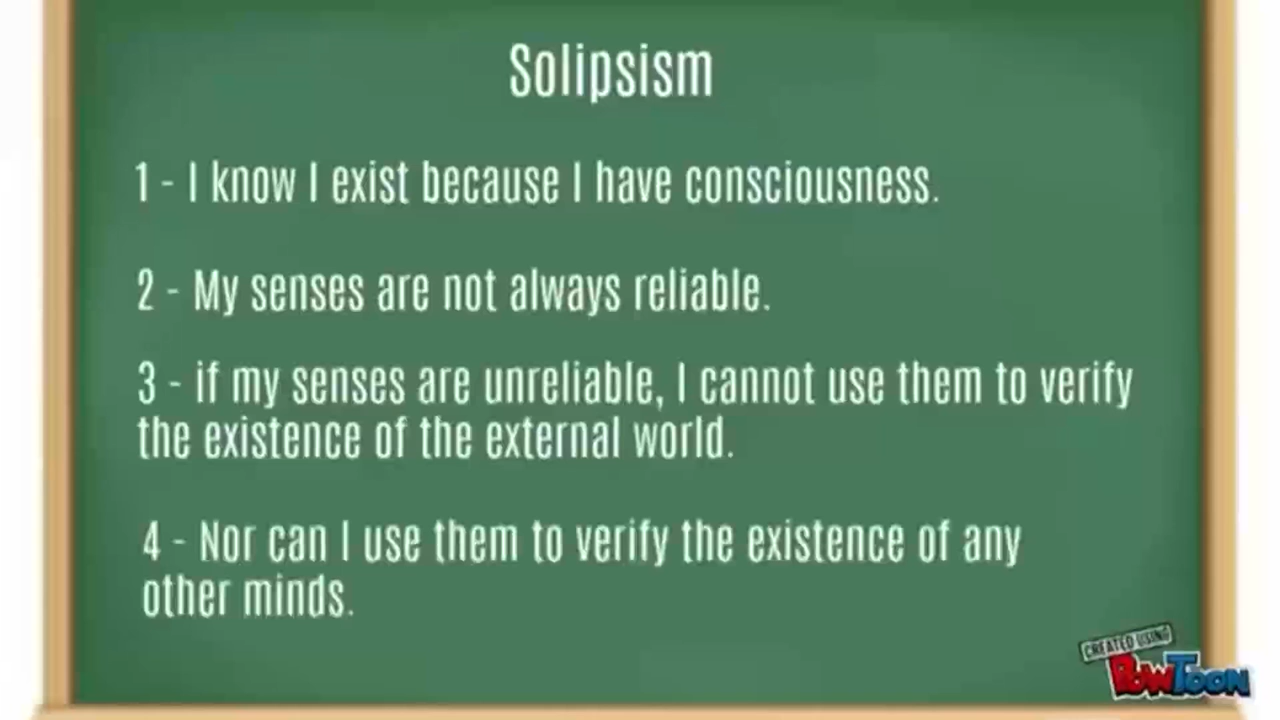 Solipsism
1 - I know I exist because I have consciousness.
2 - My senses are not always reliable.
3 - if my senses are unreliable, I cannot use them to verify
the existence of the external world.
4 - Nor can I use them to verify the existence of any
other minds.
CREATED USING
POWTOON